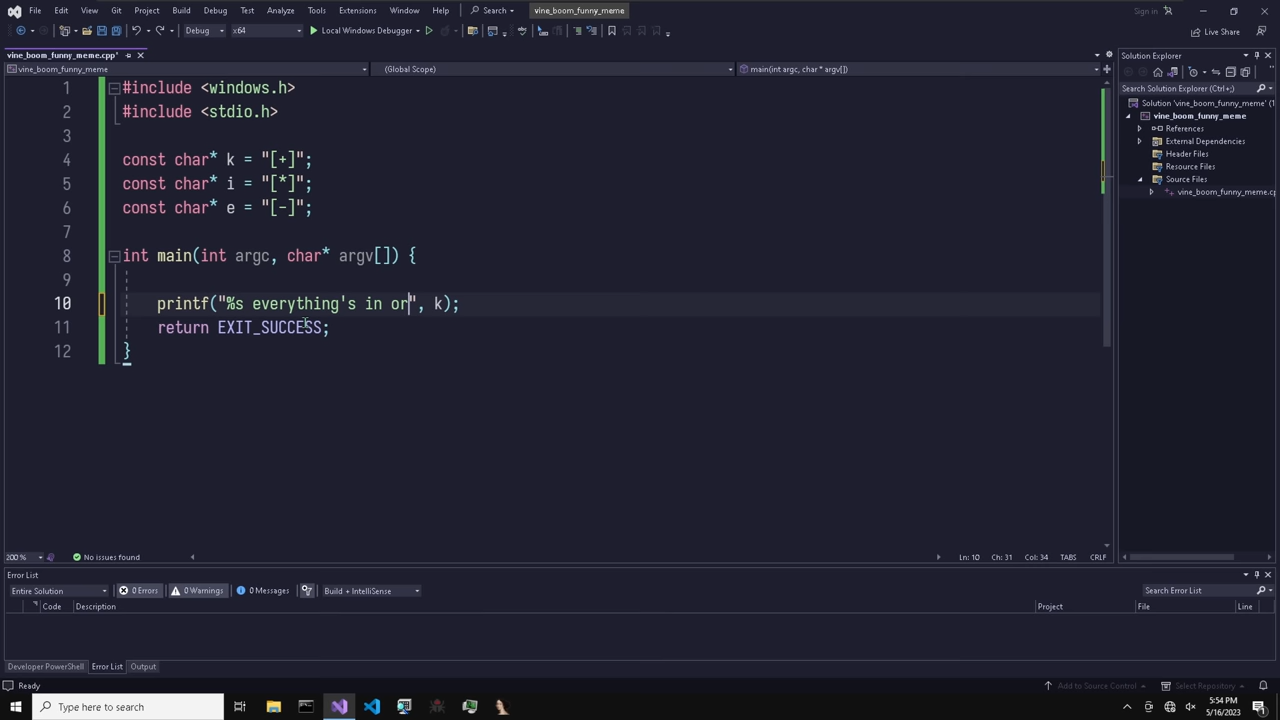 File Edit View Git Project Build Debug Test Analyze Tools Extensions Window Help Search vine_boom_funny_meme Sign in
Debug x64 Local Windows Debugger Live Share
vine_boom_funny_meme.cpp*
vine_boom_funny_meme (Global Scope) main(int argc, char * argv[])
1 #include <windows.h>
2 #include <stdio.h>
3
4 const char* k = "[+]";
5 const char* i = "[*]";
6 const char* e = "[-]";
7
8 int main(int argc, char* argv[]) {
9
10 printf("%s everything's in or", k);
11 return EXIT_SUCCESS;
12 }
Solution Explorer
Search Solution Explorer (Ctrl+;)
Solution 'vine_boom_funny_meme' (1
vine_boom_funny_meme
References
External Dependencies
Header Files
Resource Files
Source Files
vine_boom_funny_meme.cp
200 % No issues found Ln: 10 Ch: 31 Col: 34 TABS CRLF
Error List
Entire Solution 0 Errors 0 Warnings 0 Messages Build + IntelliSense Search Error List
Code Description Project File Line
Developer PowerShell Error List Output
Ready Add to Source Control Select Repository
Type here to search
5:54 PM
5/16/2023